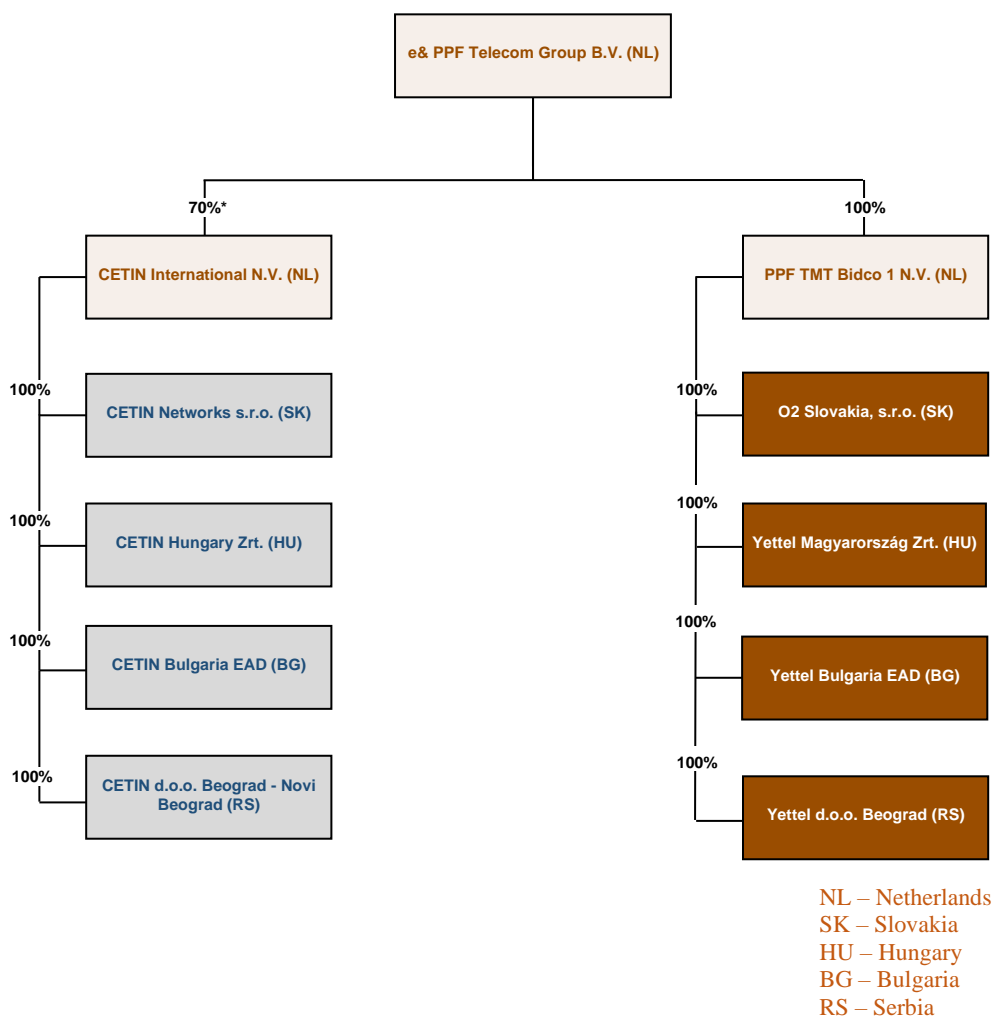 e& PPF Telecom Group B.V. (NL)
70%*
100%
CETIN International N.V. (NL)
PPF TMT Bidco 1 N.V. (NL)
100%
100%
CETIN Networks s.r.o. (SK)
O2 Slovakia, s.r.o. (SK)
100%
100%
CETIN Hungary Zrt. (HU)
Yettel Magyarország Zrt. (HU)
100%
100%
CETIN Bulgaria EAD (BG)
Yettel Bulgaria EAD (BG)
100%
100%
CETIN d.o.o. Beograd - Novi
Beograd (RS)
Yettel d.o.o. Beograd (RS)
NL – Netherlands
SK – Slovakia
HU – Hungary
BG – Bulgaria
RS – Serbia